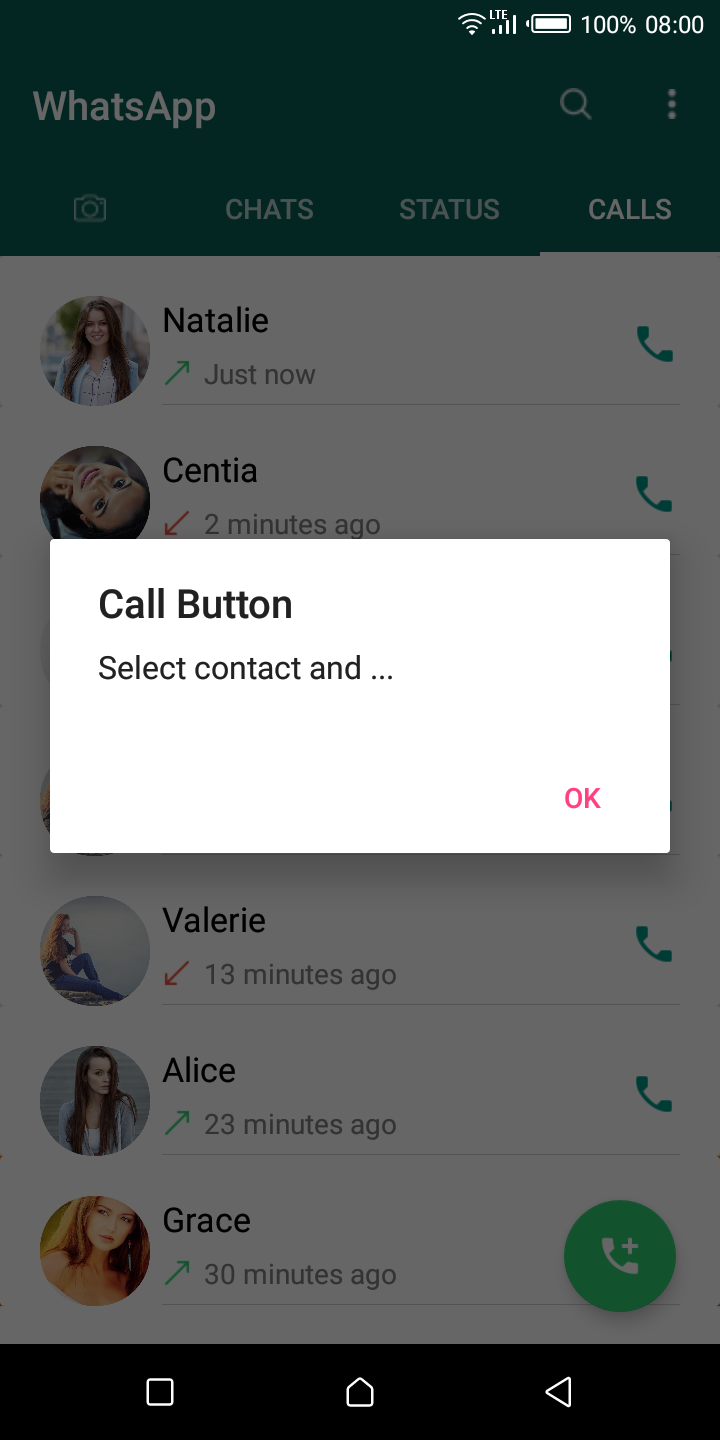 LTE 100% 08:00
WhatsApp
CHATS STATUS CALLS
Natalie
Just now
Centia
2 minutes ago
Call Button
Select contact and ...
OK
Valerie
13 minutes ago
Alice
23 minutes ago
Grace
30 minutes ago